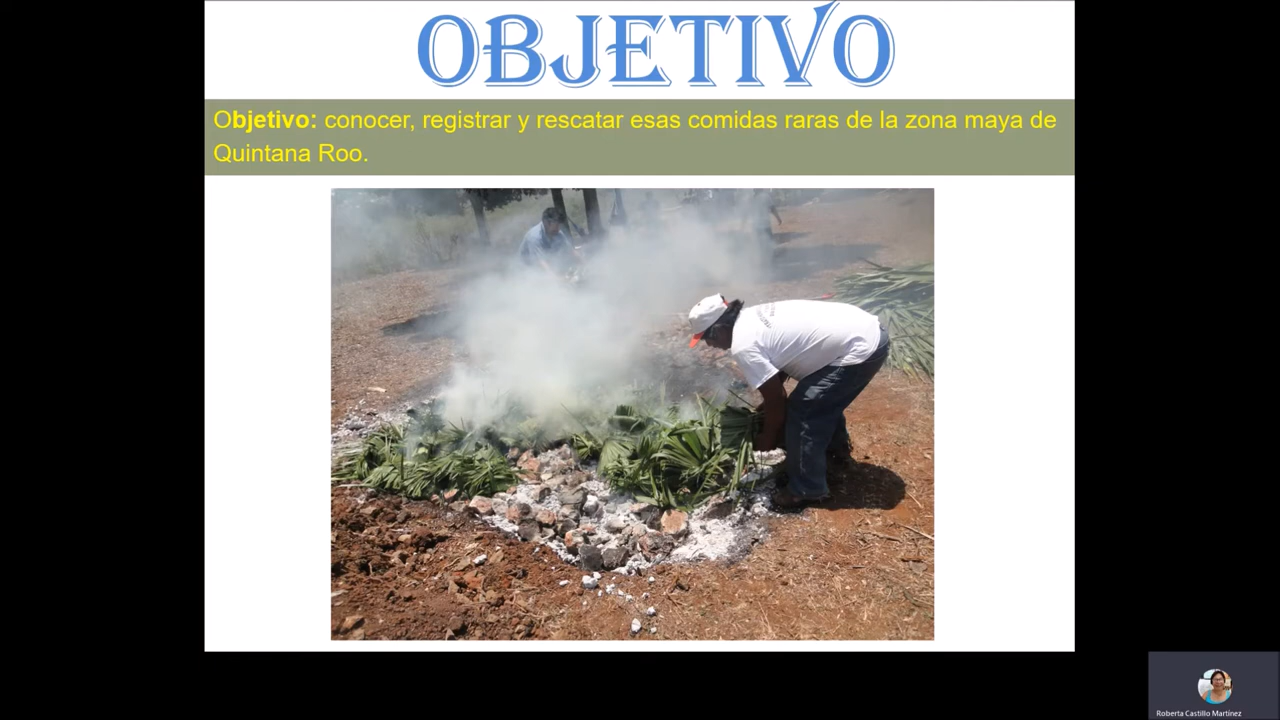 OBJETIVO
Objetivo: conocer, registrar y rescatar esas comidas raras de la zona maya de
Quintana Roo.
Roberta Castillo Martínez